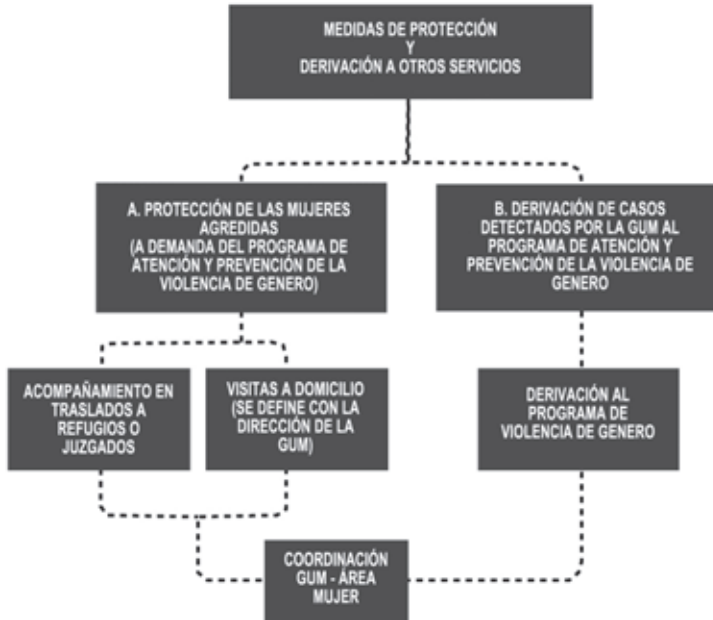 MEDIDAS DE PROTECCIÓN
Y
DERIVACIÓN A OTROS SERVICIOS
A. PROTECCIÓN DE LAS MUJERES
AGREDIDAS
(A DEMANDA DEL PROGRAMA DE
ATENCIÓN Y PREVENCIÓN DE LA
VIOLENCIA DE GENERO)
B. DERIVACIÓN DE CASOS
DETECTADOS POR LA GUM AL
PROGRAMA DE ATENCIÓN Y
PREVENCIÓN DE LA VIOLENCIA DE
GENERO
ACOMPAÑAMIENTO EN
TRASLADOS A
REFUGIOS O
JUZGADOS
VISITAS A DOMICILIO
(SE DEFINE CON LA
DIRECCIÓN DE LA
GUM)
DERIVACIÓN AL
PROGRAMA DE
VIOLENCIA DE GENERO
COORDINACIÓN
GUM - ÁREA
MUJER